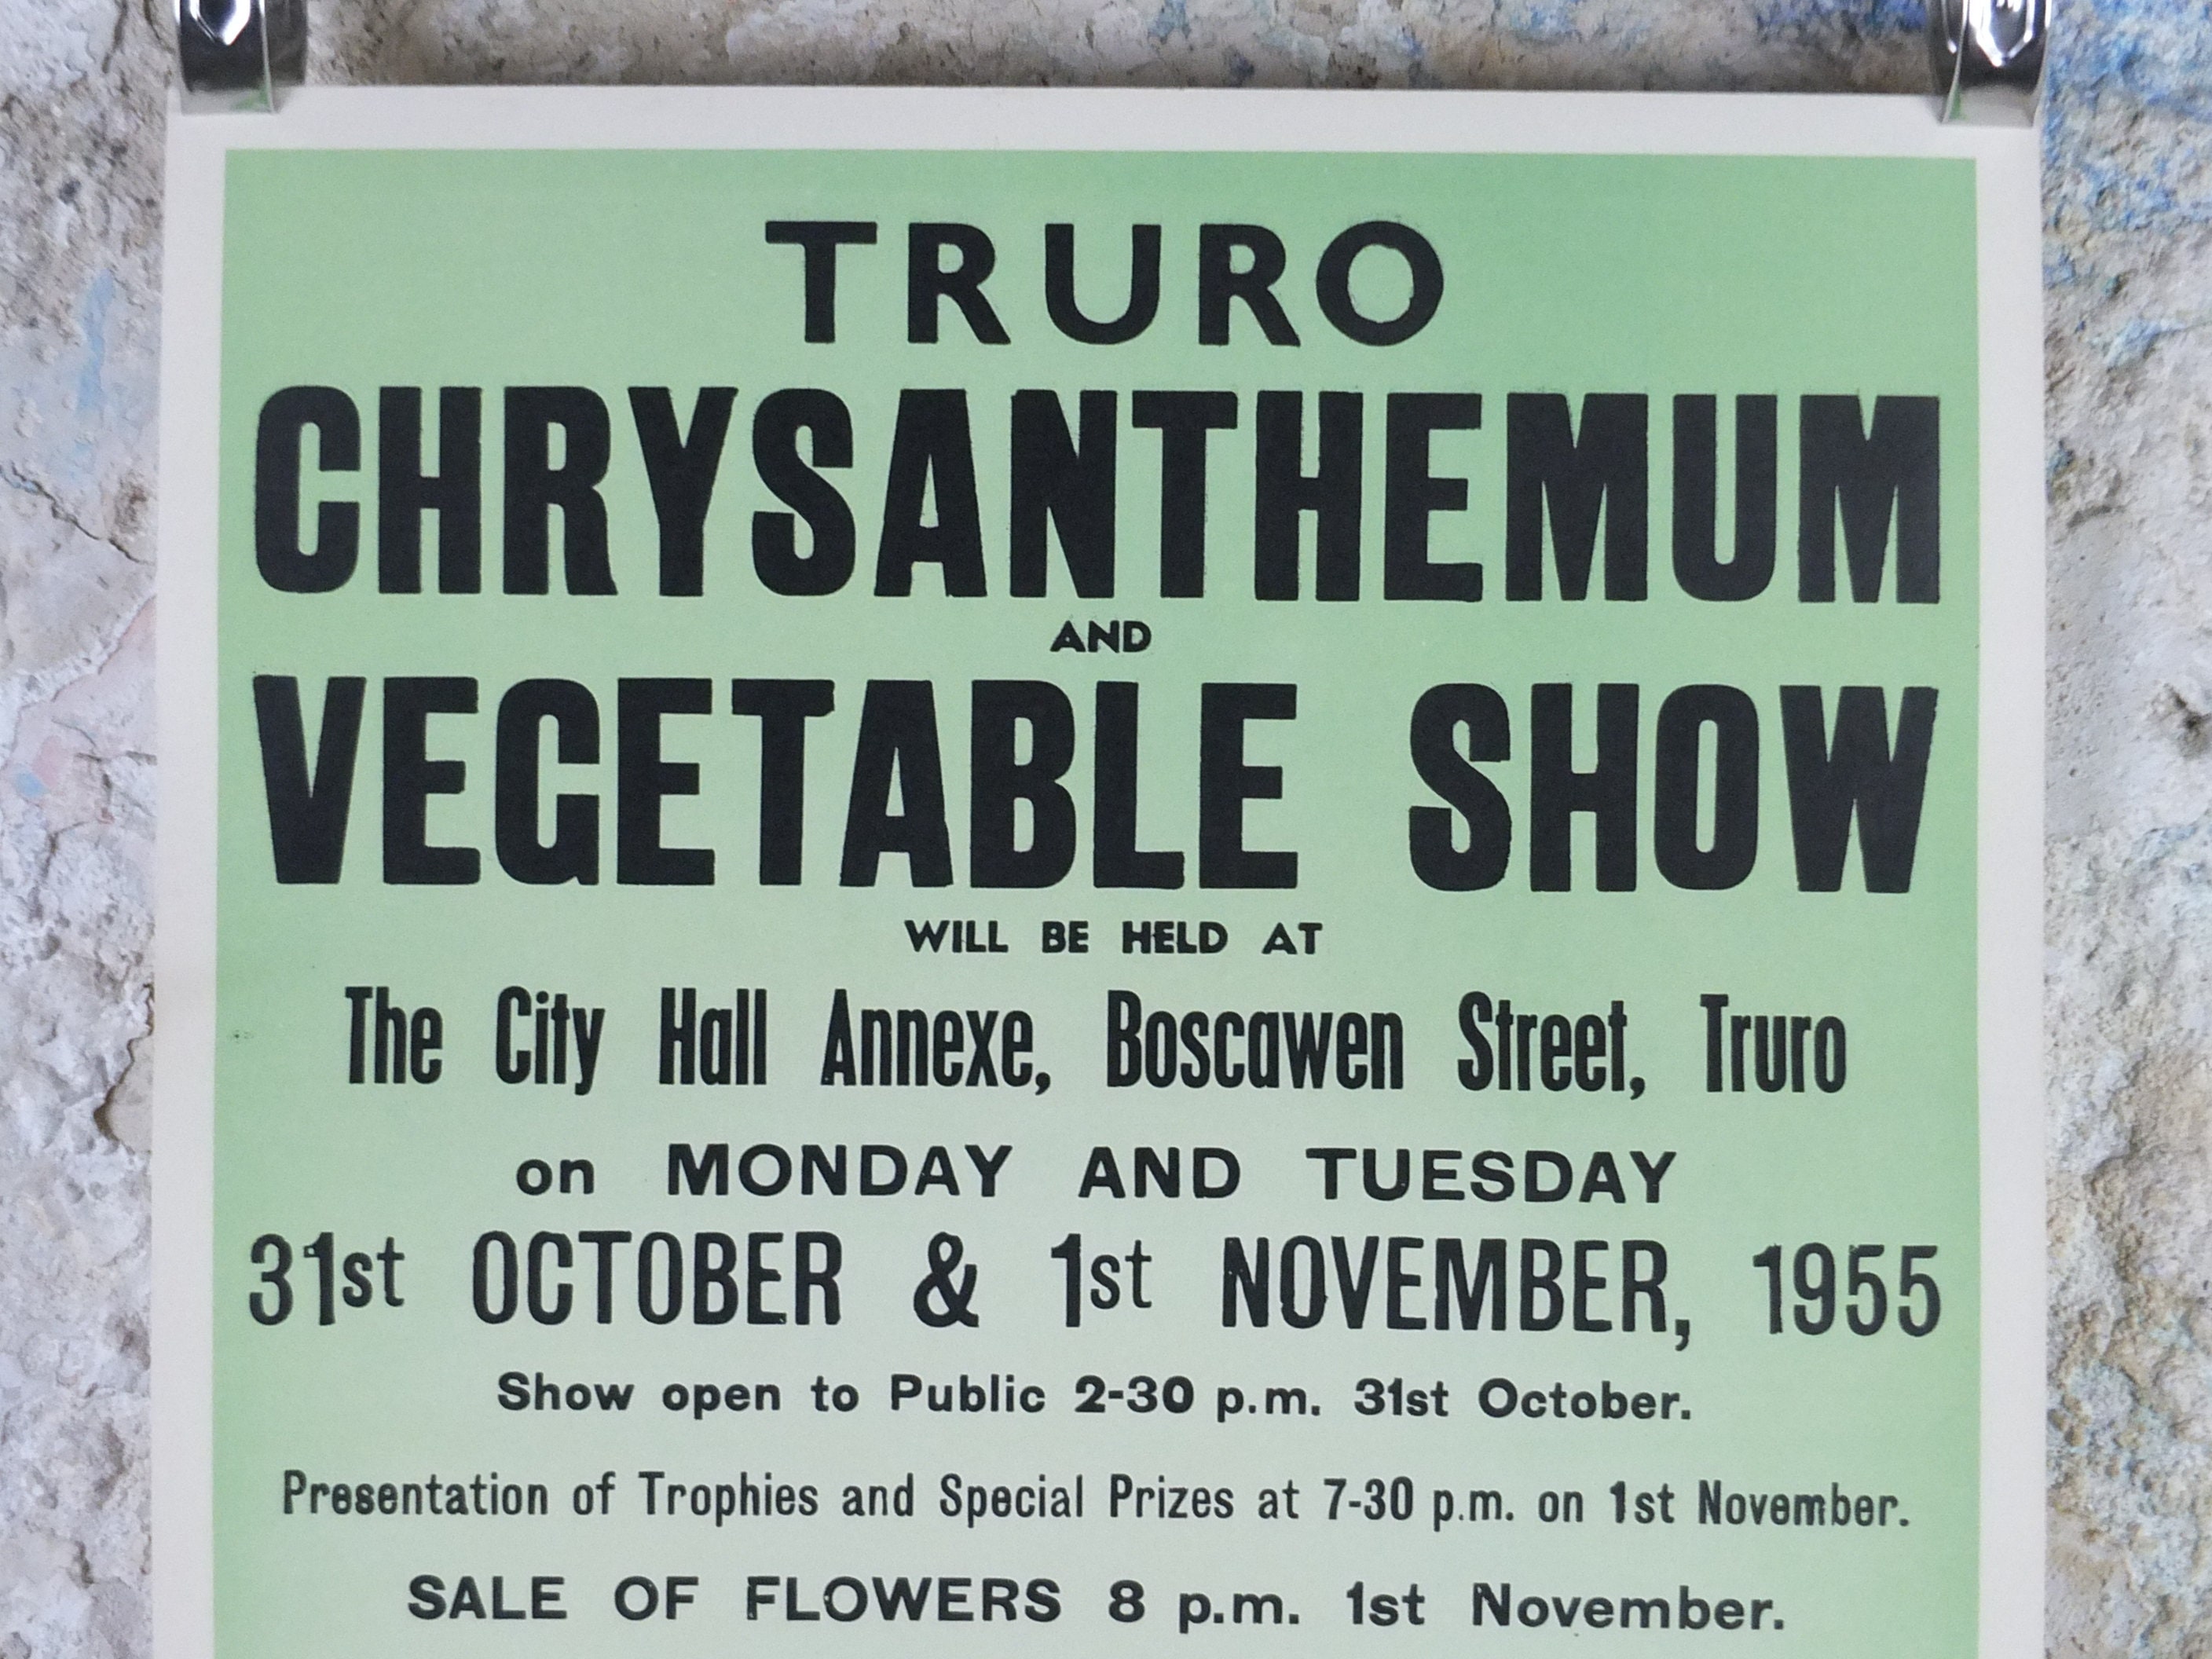 TRURO
CHRYSANTHEMUM
AND
VEGETABLE SHOW
WILL BE HELD AT
The City Hall Annexe, Boscawen Street, Truro
on MONDAY AND TUESDAY
31st OCTOBER & 1st NOVEMBER, 1955
Show open to Public 2-30 p.m. 31st October.
Presentation of Trophies and Special Prizes at 7-30 p.m. on 1st November.
SALE OF FLOWERS 8 p.m. 1st November.